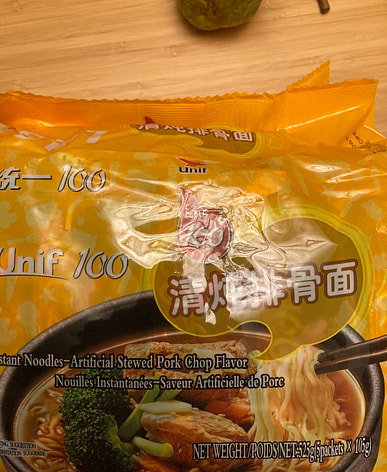 清炖排骨面
Unif
统一 100
Unif 100
清炖排骨面
Instant Noodles-Artificial Stewed Pork Chop Flavor
Nouilles Instantanées-Saveur Artificielle de Porc
NET WEIGHT/POIDS NET:525g(5packets X 105g)
SUGGESTION